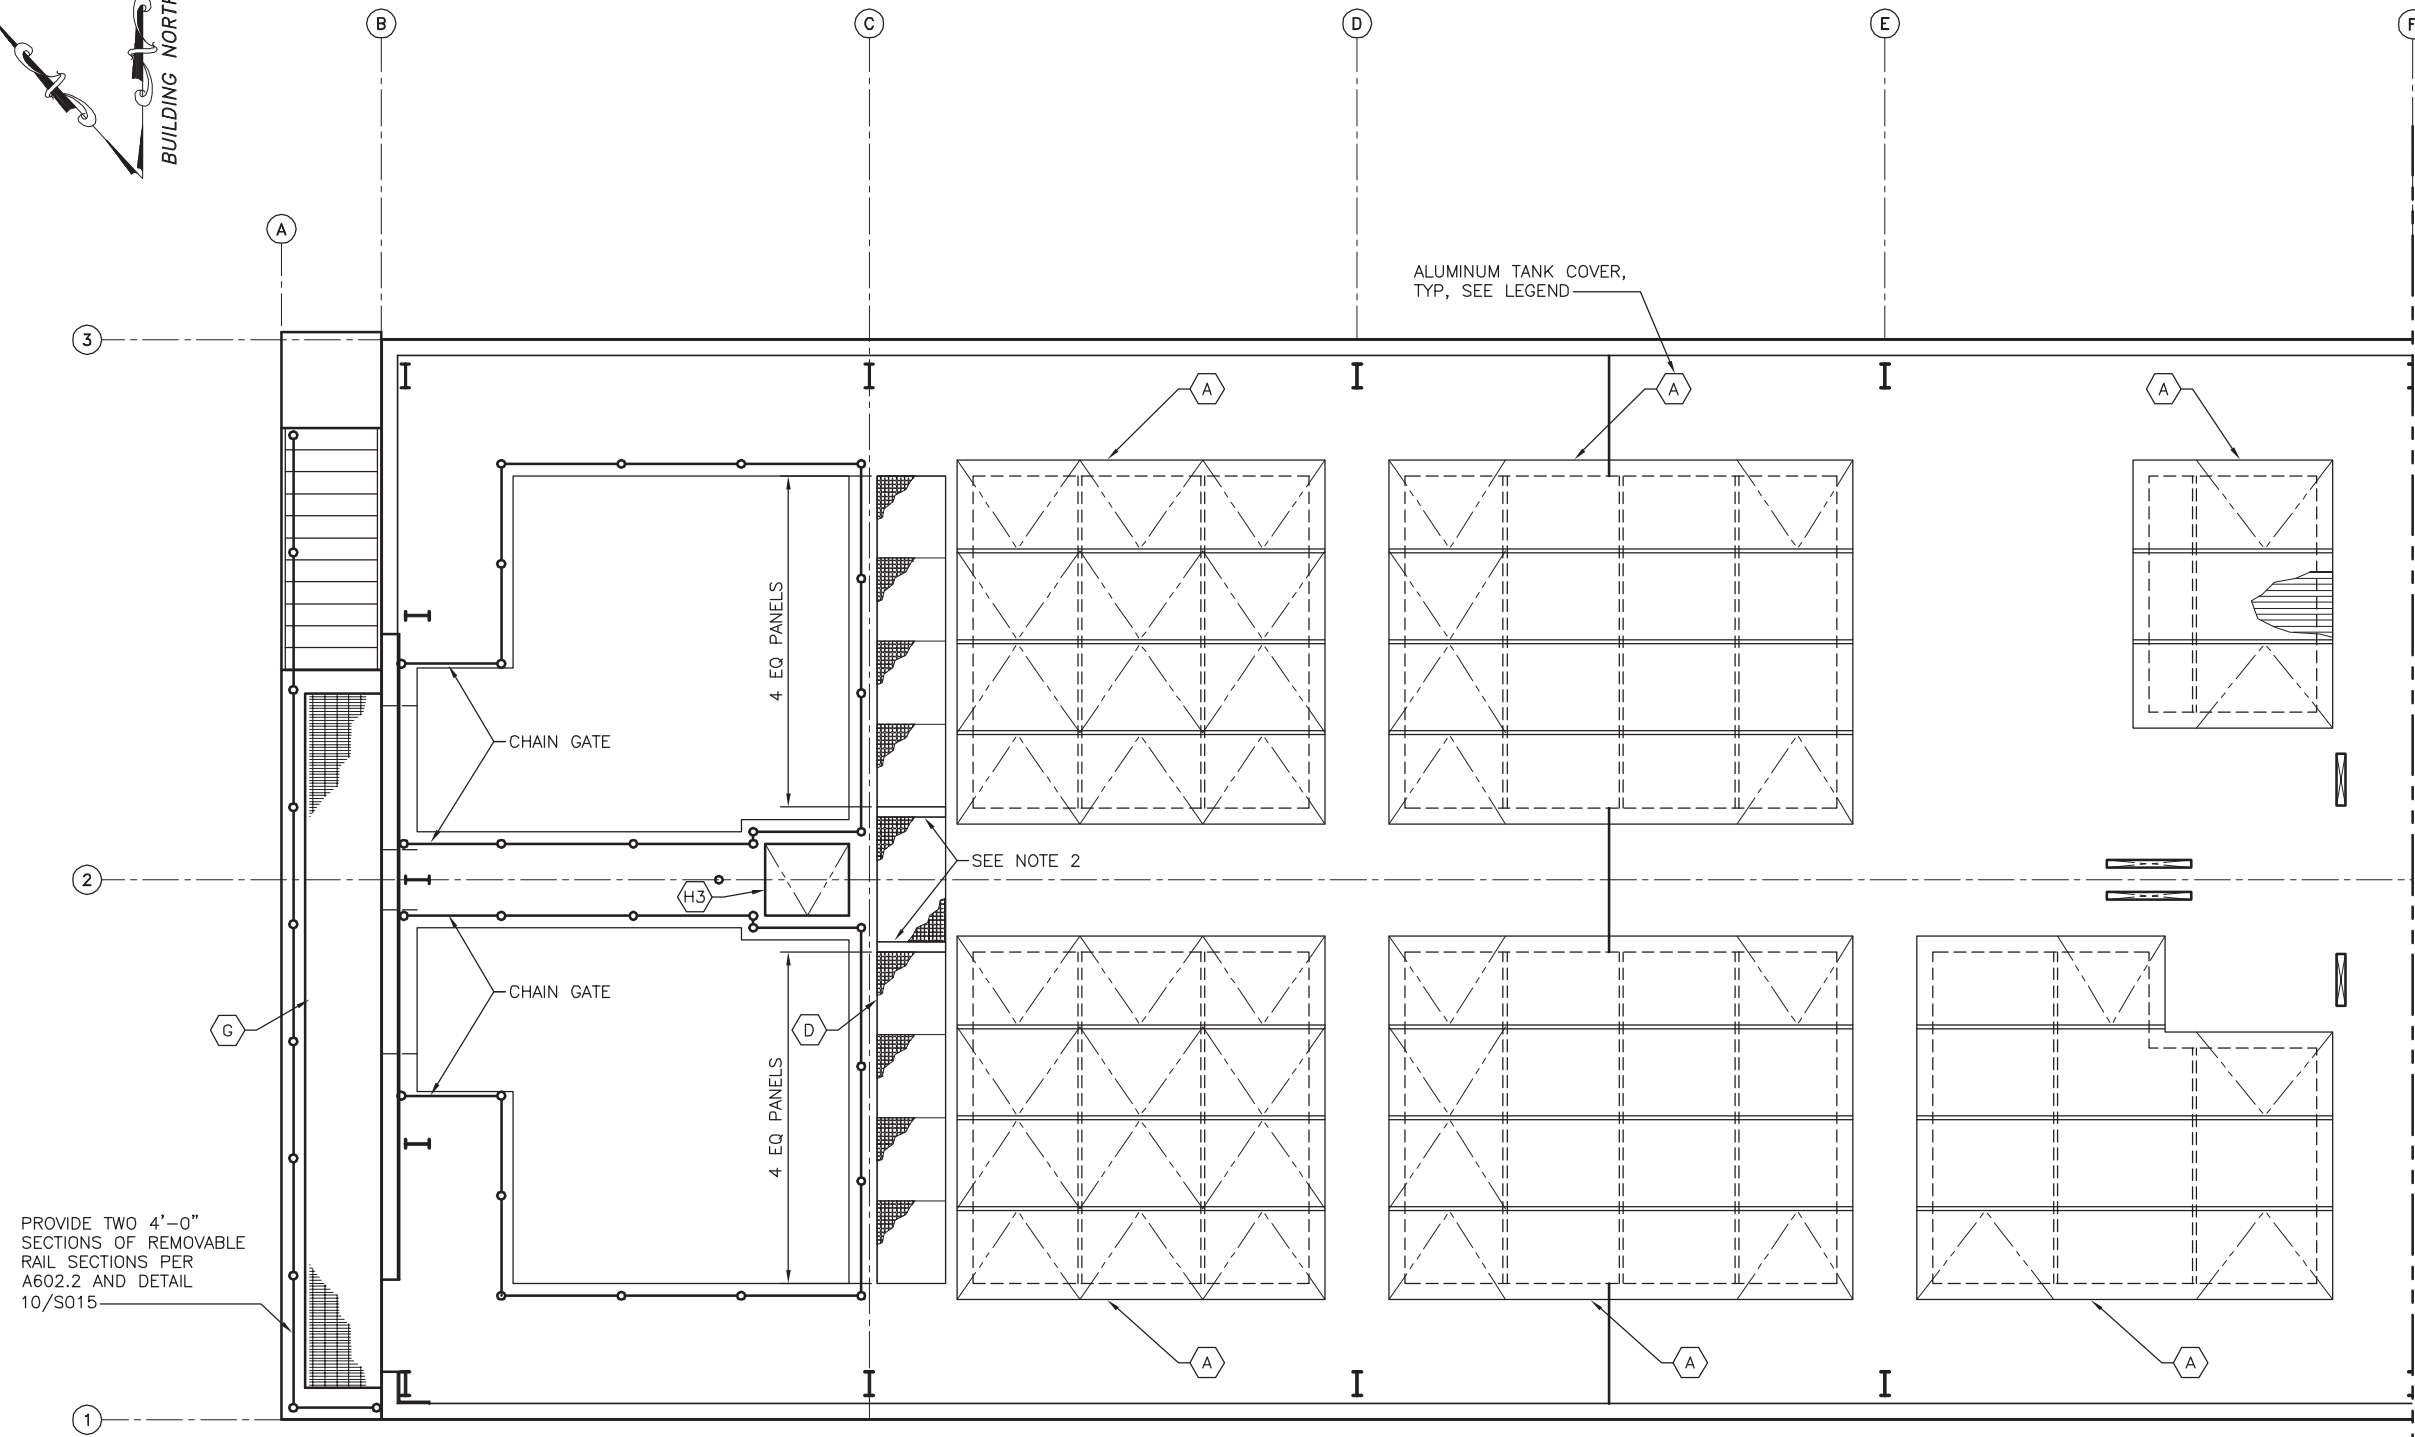 B
C
D
E
F
BUILDING NORTH
A
ALUMINUM TANK COVER,
TYP, SEE LEGEND
3
A
A
A
4 EQ PANELS
CHAIN GATE
SEE NOTE 2
2
H3
CHAIN GATE
G
D
4 EQ PANELS
PROVIDE TWO 4'-0"
SECTIONS OF REMOVABLE
RAIL SECTIONS PER
A602.2 AND DETAIL
10/S015
A
A
A
1